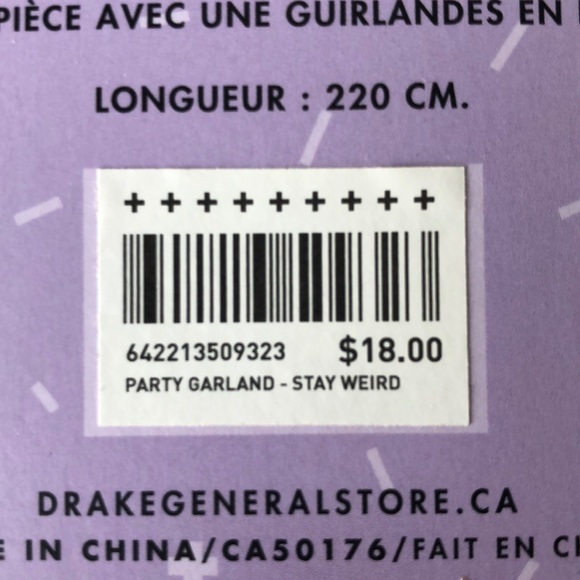 PIÈCE AVEC UNE GUIRLANDES EN
LONGUEUR : 220 CM.
+ + + + + + + + +
642213509323 $18.00
PARTY GARLAND - STAY WEIRD
DRAKEGENERALSTORE.CA
IN CHINA/CA50176/FAIT EN